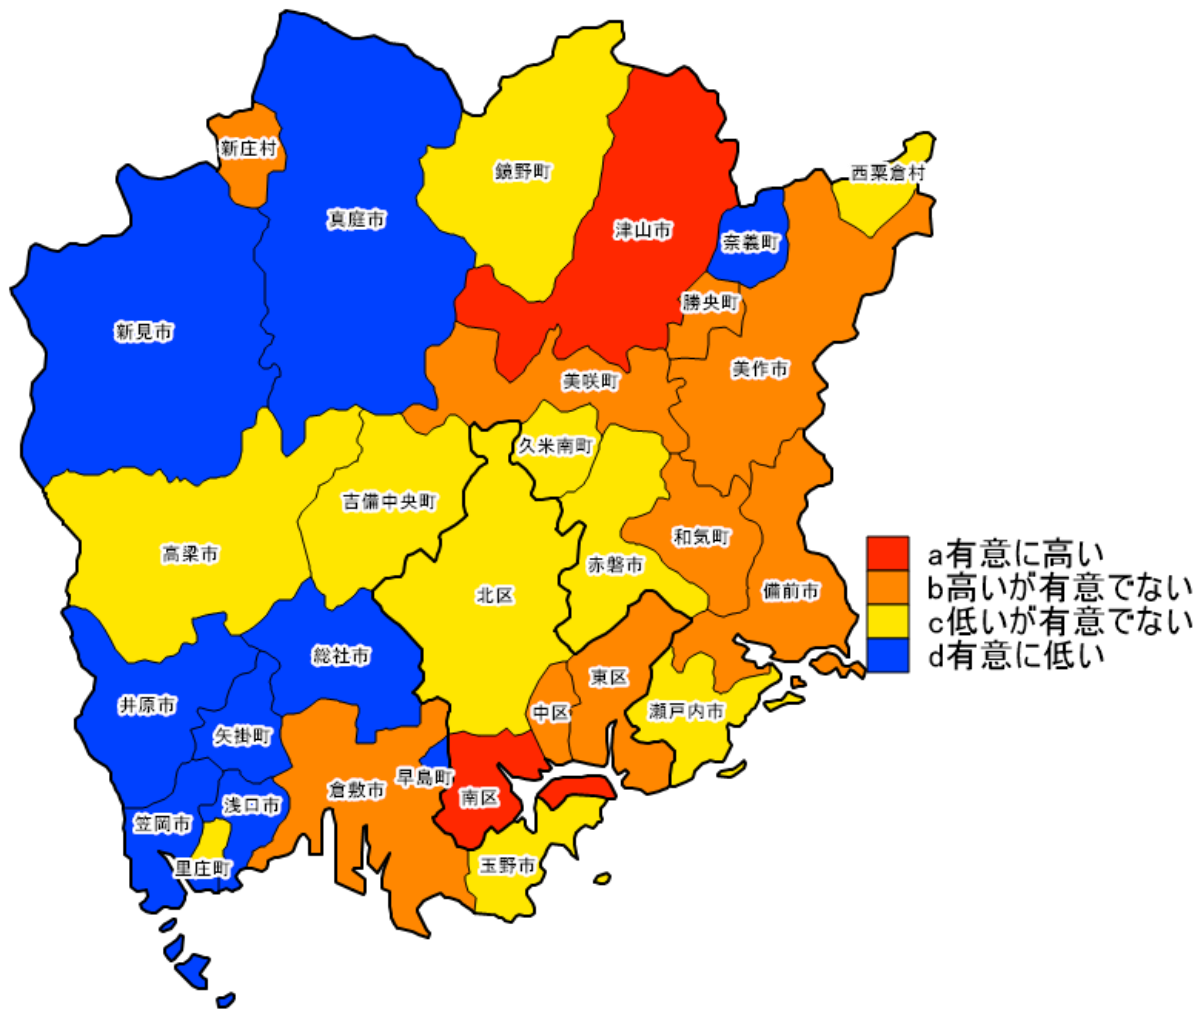 新庄村
鏡野町
西粟倉村
真庭市
津山市
奈義町
新見市
勝央町
美作市
美咲町
久米南町
吉備中央町
高梁市
和気町
赤磐市
備前市
北区
総社市
東区
井原市
中区
瀬戸内市
矢掛町
早島町
倉敷市
南区
浅口市
笠岡市
里庄町
玉野市
a有意に高い
b高いが有意でない
c低いが有意でない
d有意に低い